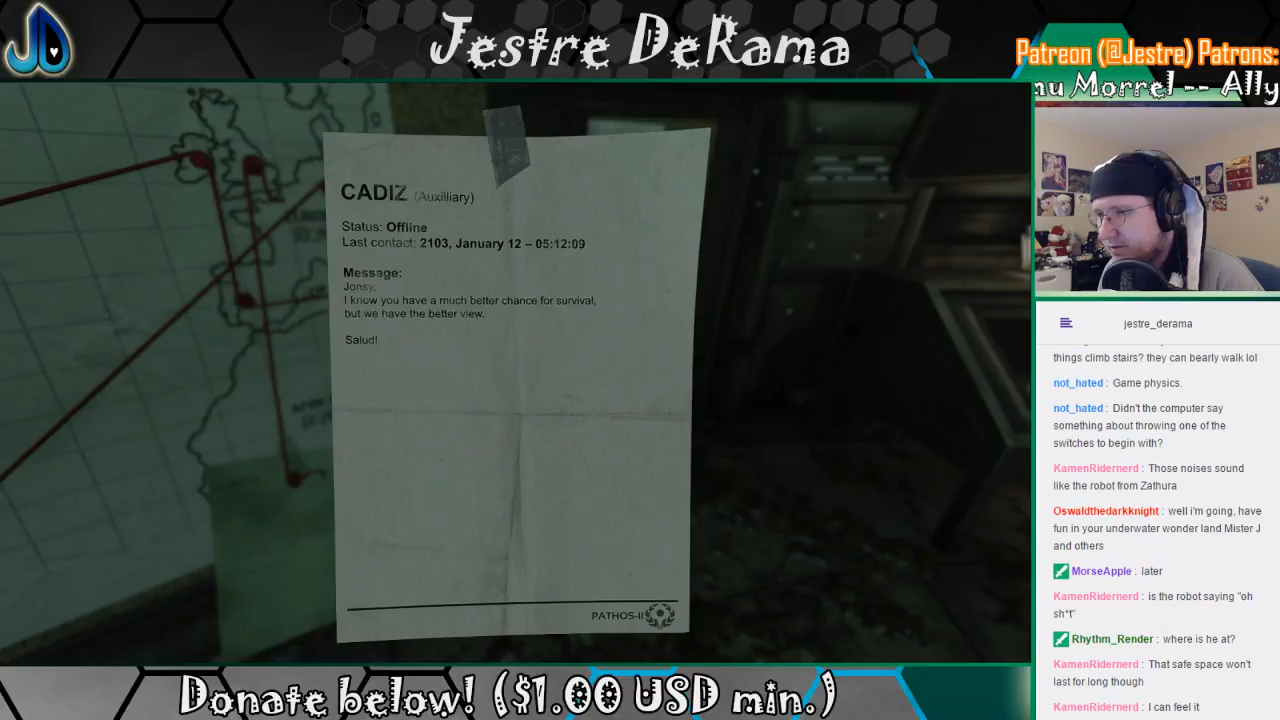 JD
Jestre DeRama
Patreon (@Jestre) Patrons:
nu Morrel -- Ally
CADIZ (Auxilliary)
Status: Offline
Last contact: 2103, January 12 – 05:12:09
Message:
Jonsy,
I know you have a much better chance for survival,
but we have the better view.
Salud!
PATHOS-II
jestre_derama
things climb stairs? they can bearly walk lol
not_hated : Game physics.
not_hated : Didn't the computer say
something about throwing one of the
switches to begin with?
KamenRidernerd : Those noises sound
like the robot from Zathura
Oswaldthedarkknight : well i'm going, have
fun in your underwater wonder land Mister J
and others
MorseApple : later
KamenRidernerd : is the robot saying "oh
sh*t"
Rhythm_Render : where is he at?
KamenRidernerd : That safe space won't
last for long though
KamenRidernerd : I can feel it
Donate below! ($1.00 USD min.)